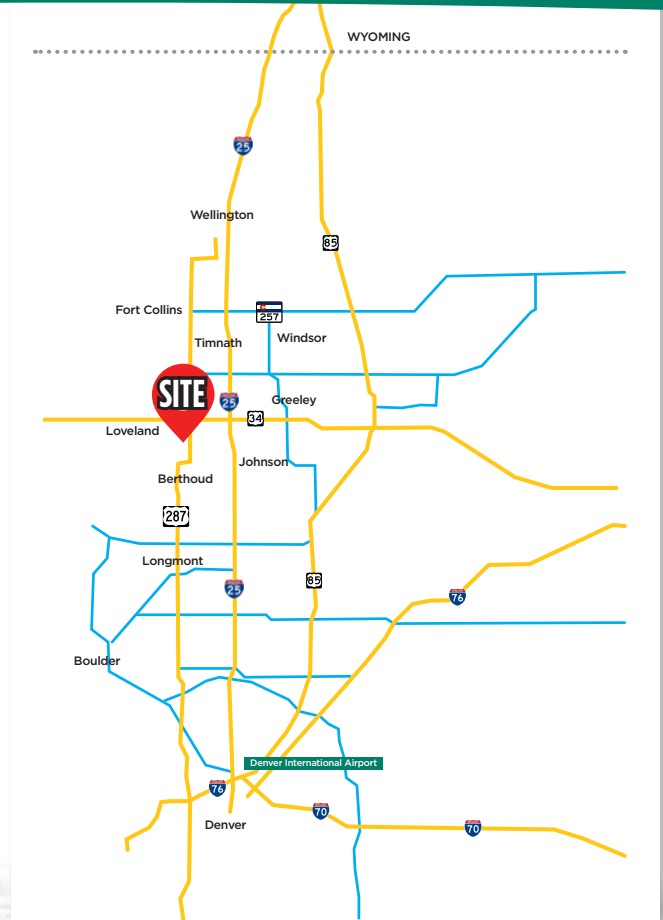 WYOMING
25
Wellington
85
Fort Collins
257
Timnath
Windsor
SITE
25
Greeley
34
Loveland
Johnson
Berthoud
287
Longmont
85
25
76
Boulder
Denver International Airport
76
70
Denver
70